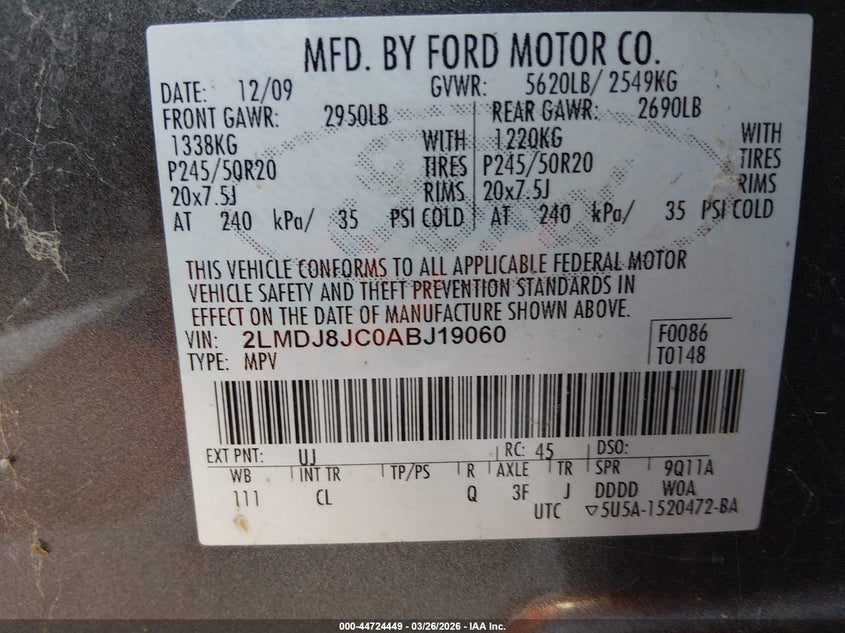 MFD. BY FORD MOTOR CO.
DATE: 12/09 GVWR: 5620LB/ 2549KG
FRONT GAWR: 2950LB REAR GAWR: 2690LB
1338KG WITH 1220KG WITH
P245/50R20 TIRES P245/50R20 TIRES
20x7.5J RIMS 20x7.5J RIMS
AT 240 kPa/ 35 PSI COLD AT 240 kPa/ 35 PSI COLD
THIS VEHICLE CONFORMS TO ALL APPLICABLE FEDERAL MOTOR
VEHICLE SAFETY AND THEFT PREVENTION STANDARDS IN
EFFECT ON THE DATE OF MANUFACTURE SHOWN ABOVE.
VIN: 2LMDJ8JC0ABJ19060 F0086
TYPE: MPV T0148
EXT PNT: UJ RC: 45 DSO:
WB INT TR TP/PS R AXLE TR SPR 9Q11A
111 CL Q 3F J DDDD WOA
UTC ▽5U5A-1520472-BA
000-44724449 - 03/26/2026 - IAA Inc.